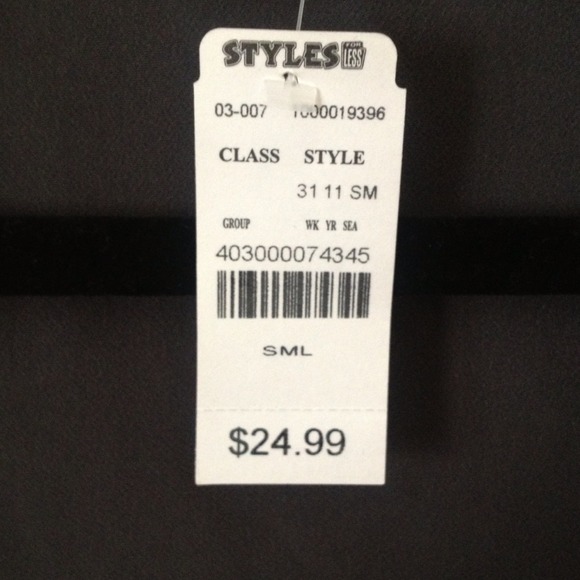 STYLES FOR LESS
03-007 1000019396
CLASS STYLE
31 11 SM
GROUP WK YR SEA
403000074345
SML
$24.99